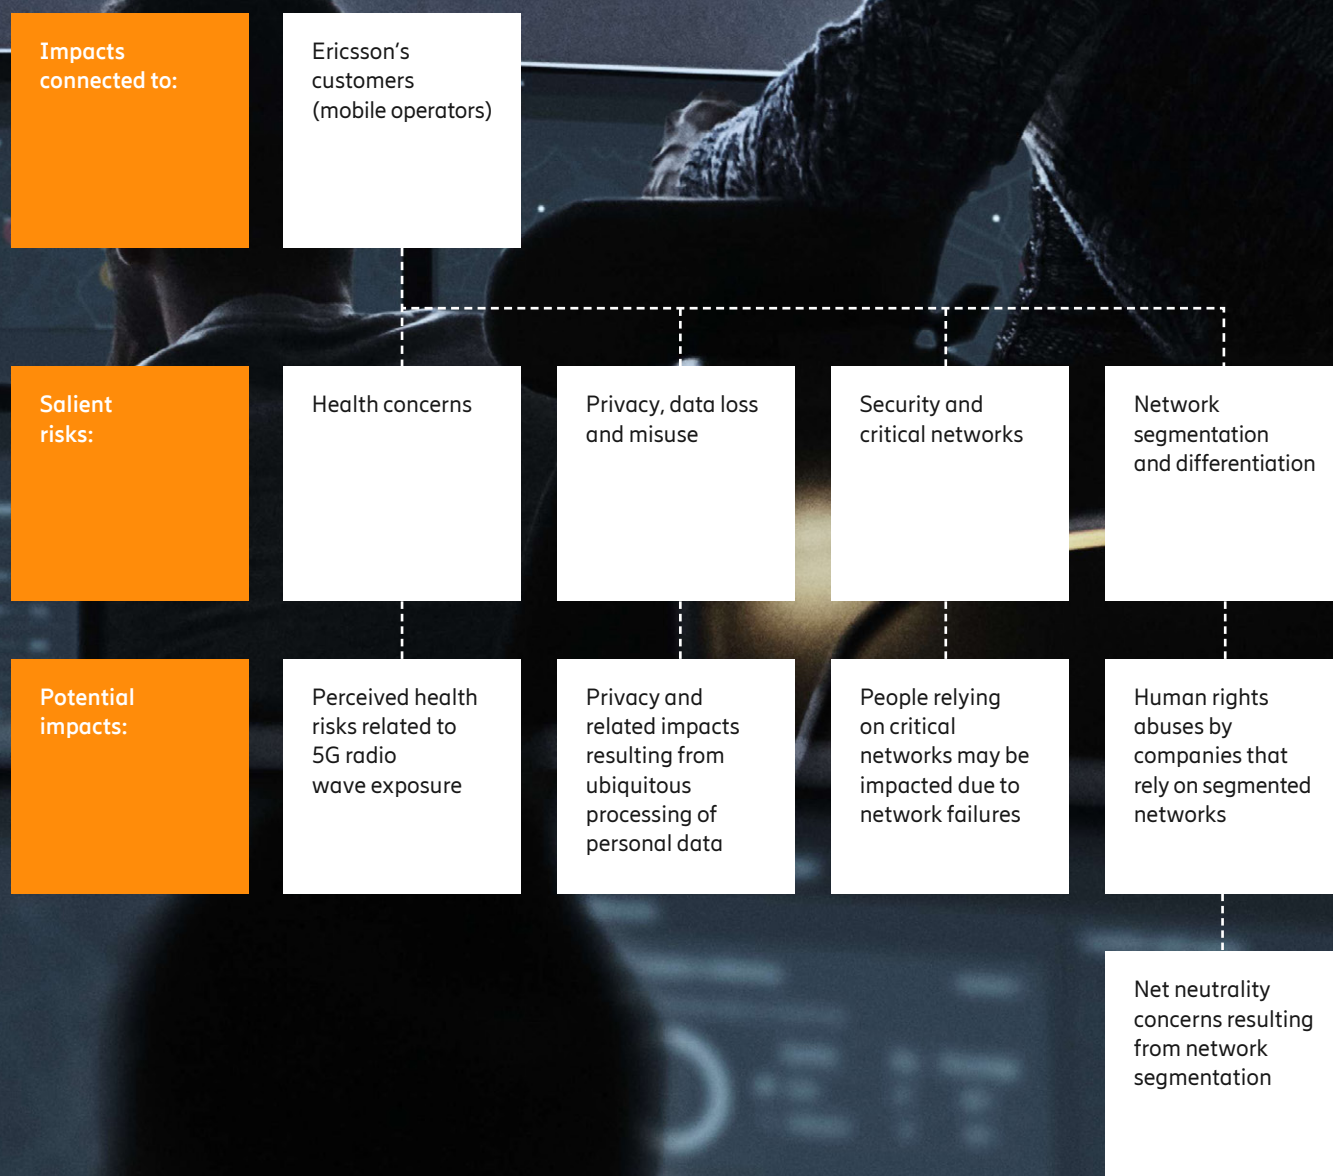 Impacts
connected to:
Ericsson’s
customers
(mobile operators)
Salient
risks:
Health concerns
Privacy, data loss
and misuse
Security and
critical networks
Network
segmentation
and differentiation
Potential
impacts:
Perceived health
risks related to
5G radio
wave exposure
Privacy and
related impacts
resulting from
ubiquitous
processing of
personal data
People relying
on critical
networks may be
impacted due to
network failures
Human rights
abuses by
companies that
rely on segmented
networks
Net neutrality
concerns resulting
from network
segmentation